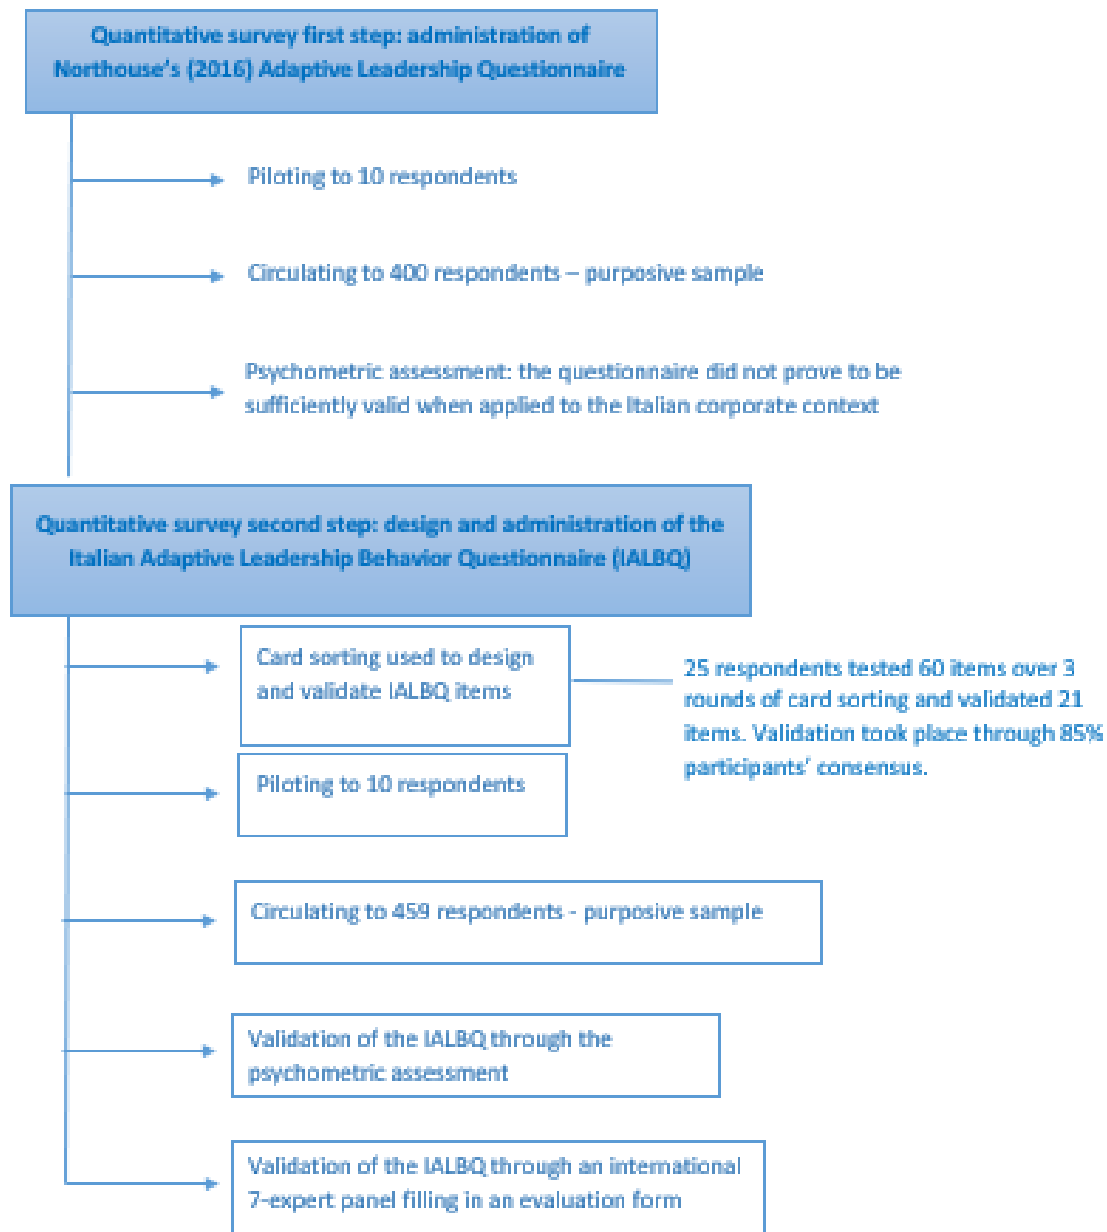 Quantitative survey first step: administration of
Northouse's (2016) Adaptive Leadership Questionnaire
Piloting to 10 respondents
Circulating to 400 respondents – purposive sample
Psychometric assessment: the questionnaire did not prove to be
sufficiently valid when applied to the Italian corporate context
Quantitative survey second step: design and administration of the
Italian Adaptive Leadership Behavior Questionnaire (IALBQ)
Card sorting used to design
and validate IALBQ items
25 respondents tested 60 items over 3
rounds of card sorting and validated 21
items. Validation took place through 85%
participants' consensus.
Piloting to 10 respondents
Circulating to 459 respondents - purposive sample
Validation of the IALBQ through the
psychometric assessment
Validation of the IALBQ through an international
7-expert panel filling in an evaluation form